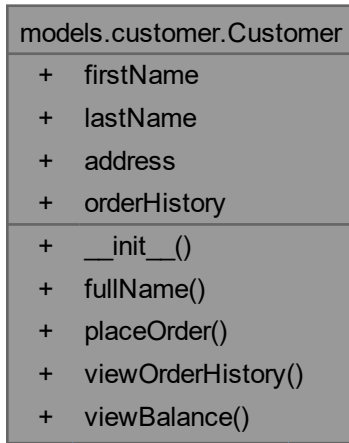 models.customer.Customer
+ firstName
+ lastName
+ address
+ orderHistory
+ __init__()
+ fullName()
+ placeOrder()
+ viewOrderHistory()
+ viewBalance()